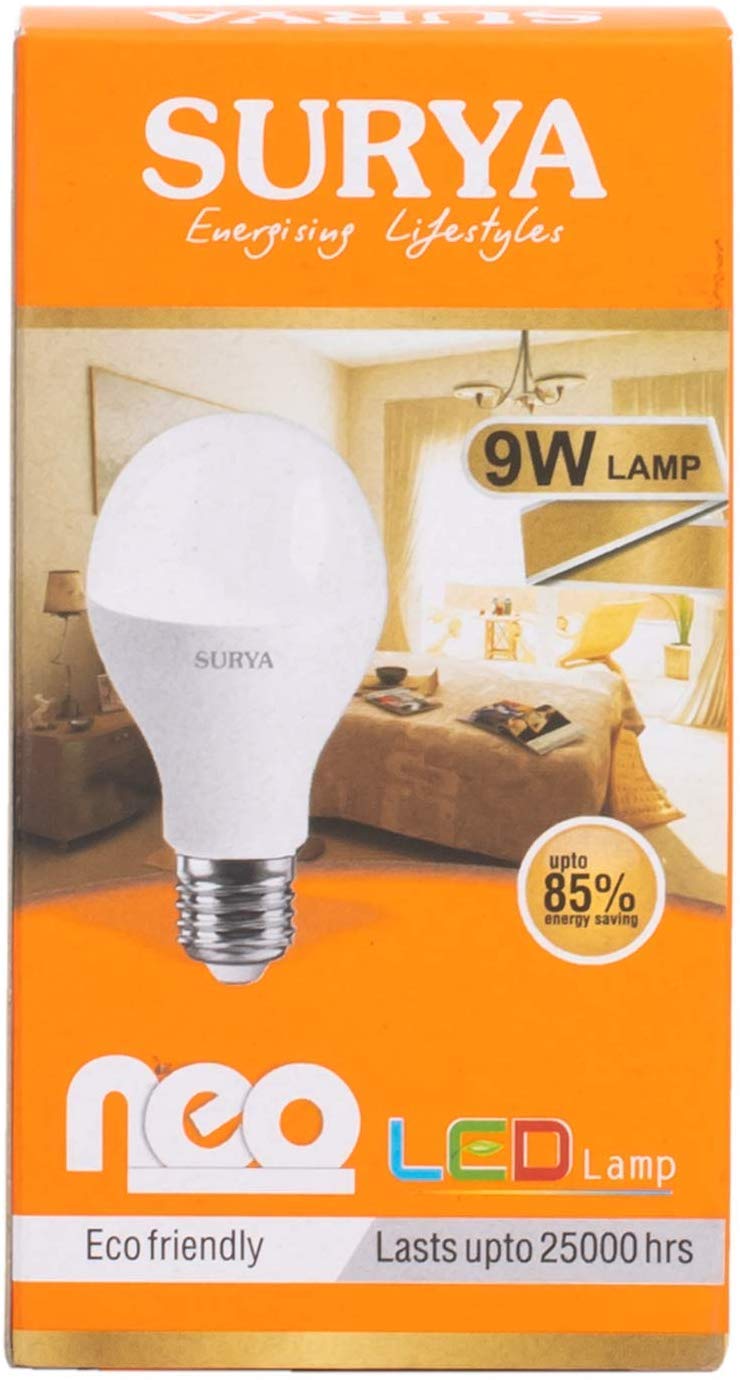 SURYA
SURYA
Energising Lifestyles
9W LAMP
SURYA
upto
85%
energy saving
neo LED Lamp
Eco friendly Lasts upto 25000 hrs